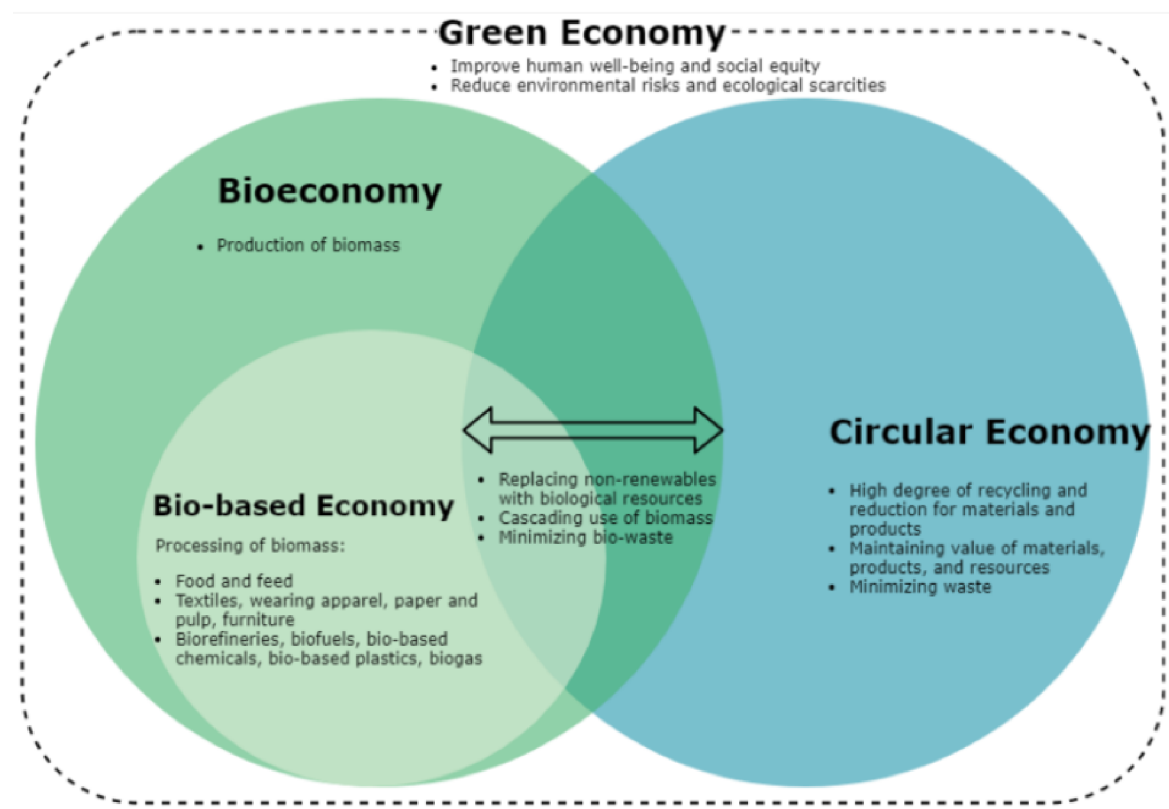 Green Economy
• Improve human well-being and social equity
• Reduce environmental risks and ecological scarcities
Bioeconomy
• Production of biomass
Bio-based Economy
Processing of biomass:
• Food and feed
• Textiles, wearing apparel, paper and
pulp, furniture
• Biorefineries, biofuels, bio-based
chemicals, bio-based plastics, biogas
• Replacing non-renewables
with biological resources
• Cascading use of biomass
• Minimizing bio-waste
Circular Economy
• High degree of recycling and
reduction for materials and
products
• Maintaining value of materials,
products, and resources
• Minimizing waste